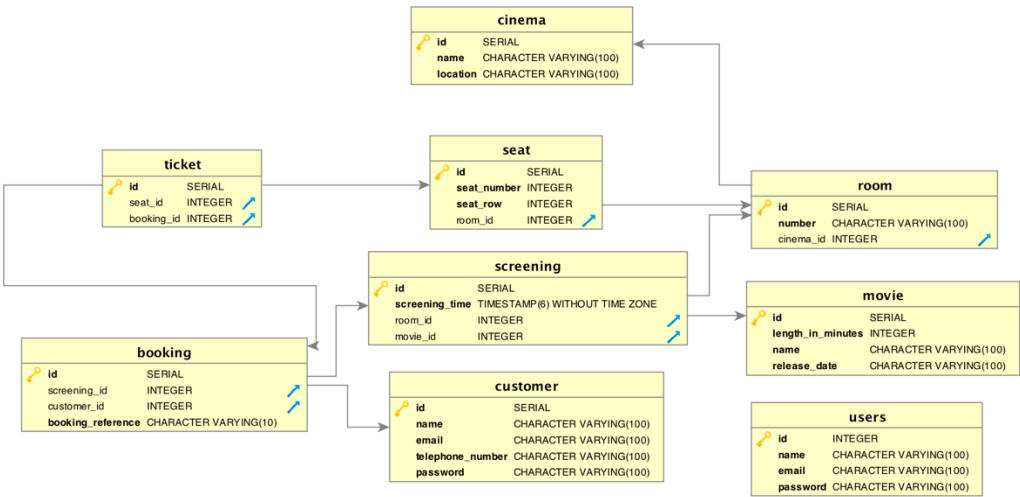 cinema
id SERIAL
name CHARACTER VARYING(100)
location CHARACTER VARYING(100)
ticket
id SERIAL
seat_id INTEGER
booking_id INTEGER
seat
id SERIAL
seat_number INTEGER
seat_row INTEGER
room_id INTEGER
room
id SERIAL
number CHARACTER VARYING(100)
cinema_id INTEGER
screening
id SERIAL
screening_time TIMESTAMP(6) WITHOUT TIME ZONE
room_id INTEGER
movie_id INTEGER
movie
id SERIAL
length_in_minutes INTEGER
name CHARACTER VARYING(100)
release_date CHARACTER VARYING(100)
booking
id SERIAL
screening_id INTEGER
customer_id INTEGER
booking_reference CHARACTER VARYING(10)
customer
id SERIAL
name CHARACTER VARYING(100)
email CHARACTER VARYING(100)
telephone_number CHARACTER VARYING(100)
password CHARACTER VARYING(100)
users
id INTEGER
name CHARACTER VARYING(100)
email CHARACTER VARYING(100)
password CHARACTER VARYING(100)